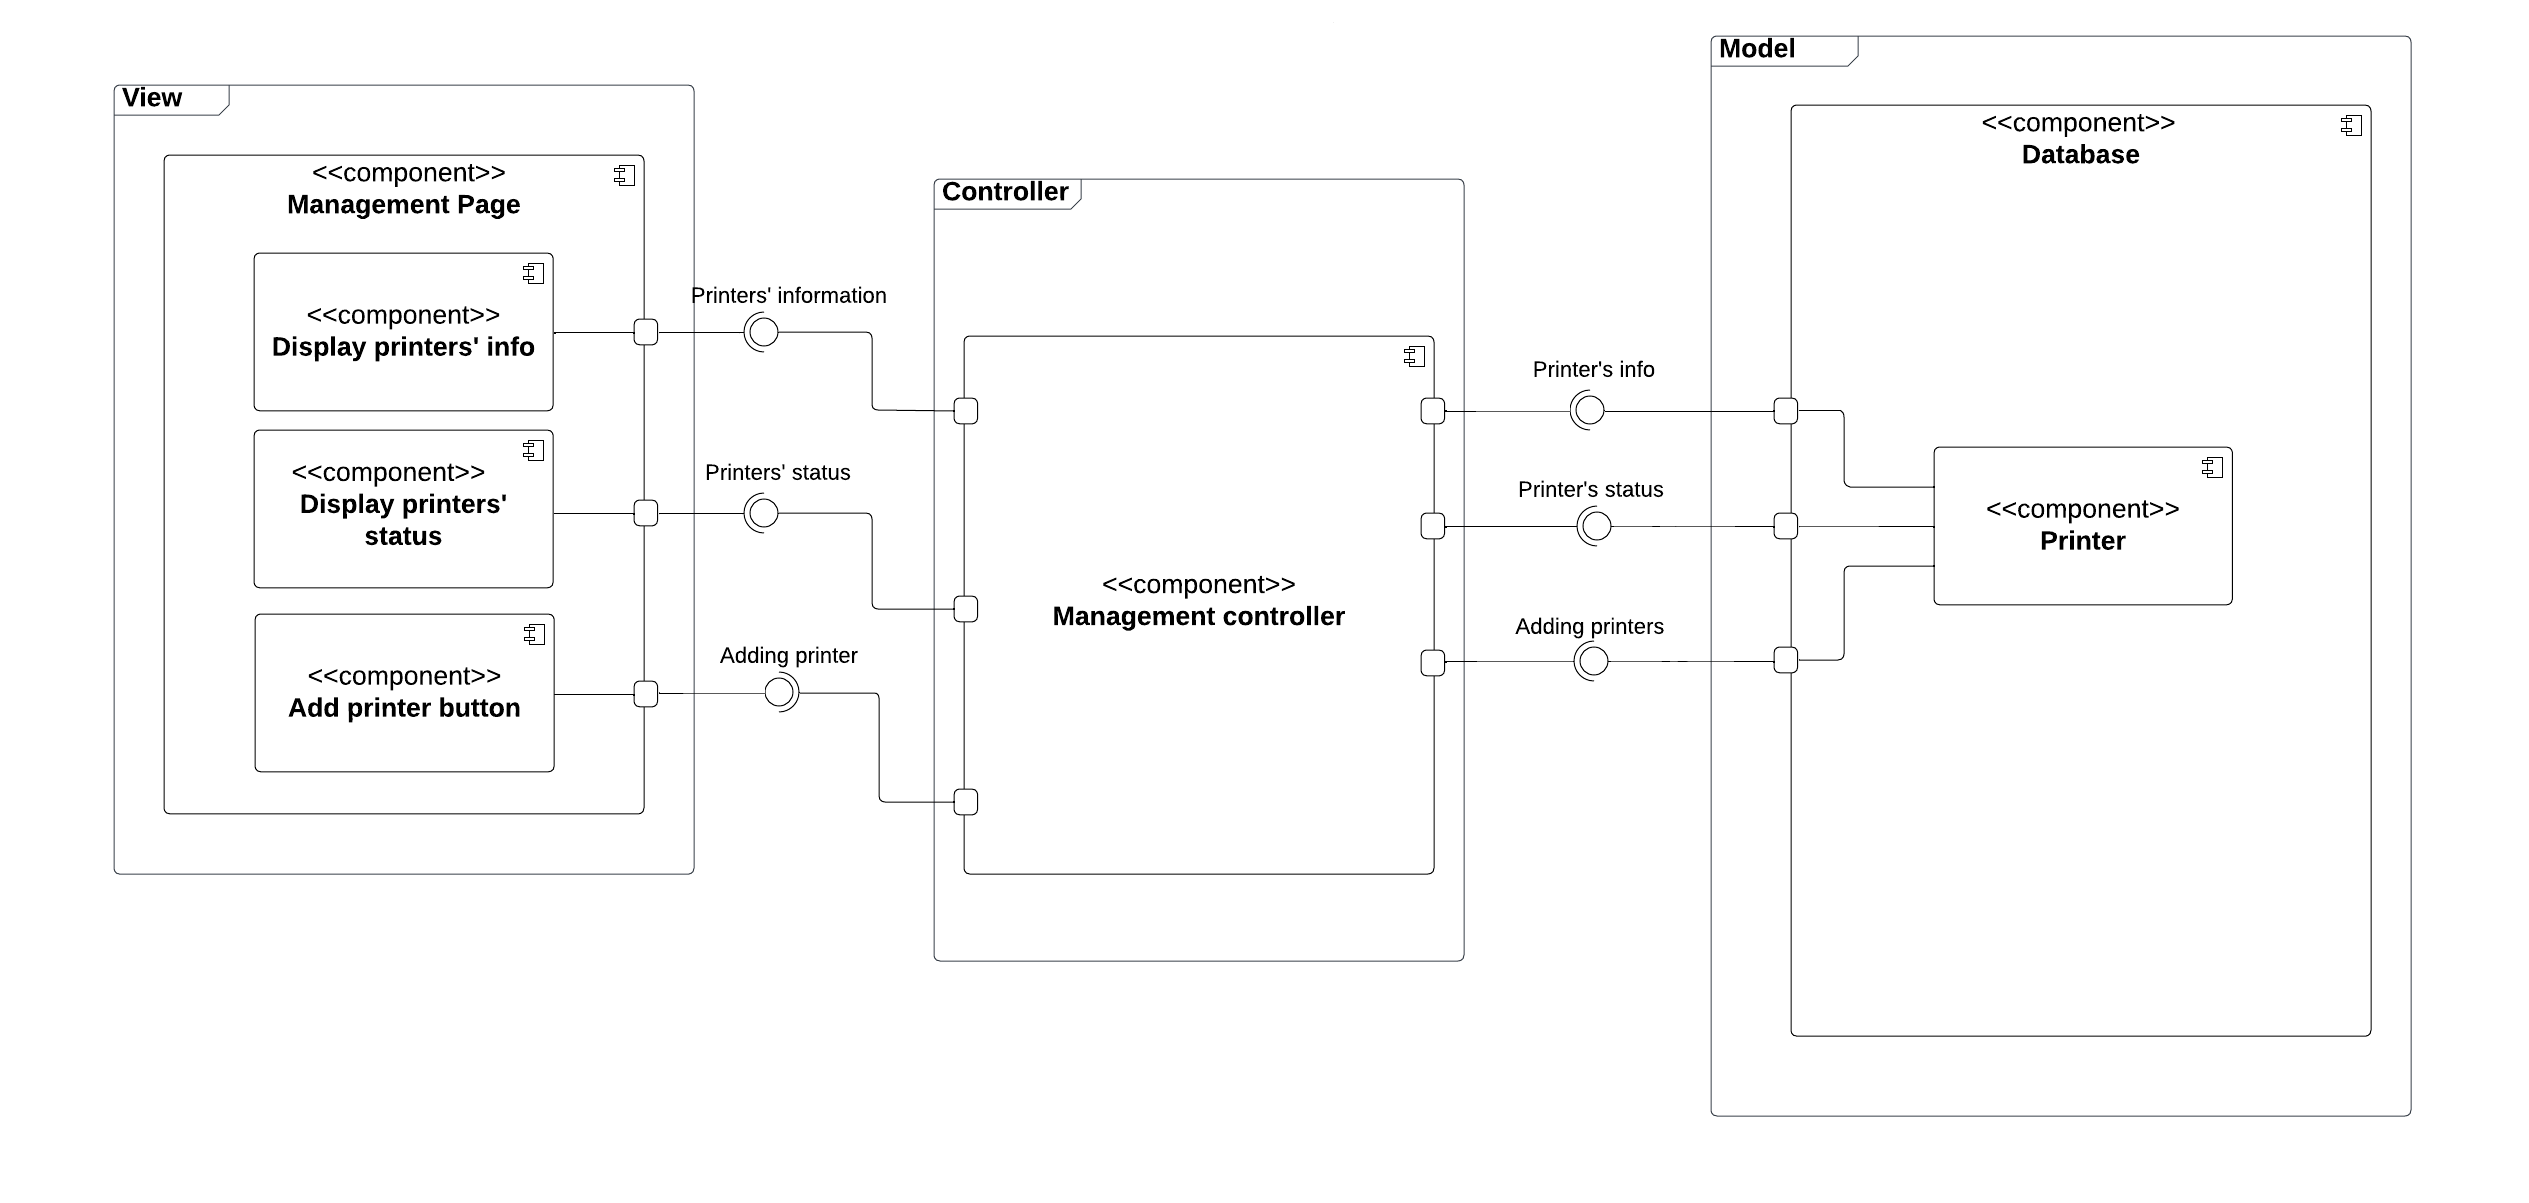 View
<<component>>
Management Page
<<component>>
Display printers' info
<<component>>
Display printers'
status
<<component>>
Add printer button
Printers' information
Printers' status
Adding printer
Controller
<<component>>
Management controller
Printer's info
Printer's status
Adding printers
Model
<<component>>
Database
<<component>>
Printer